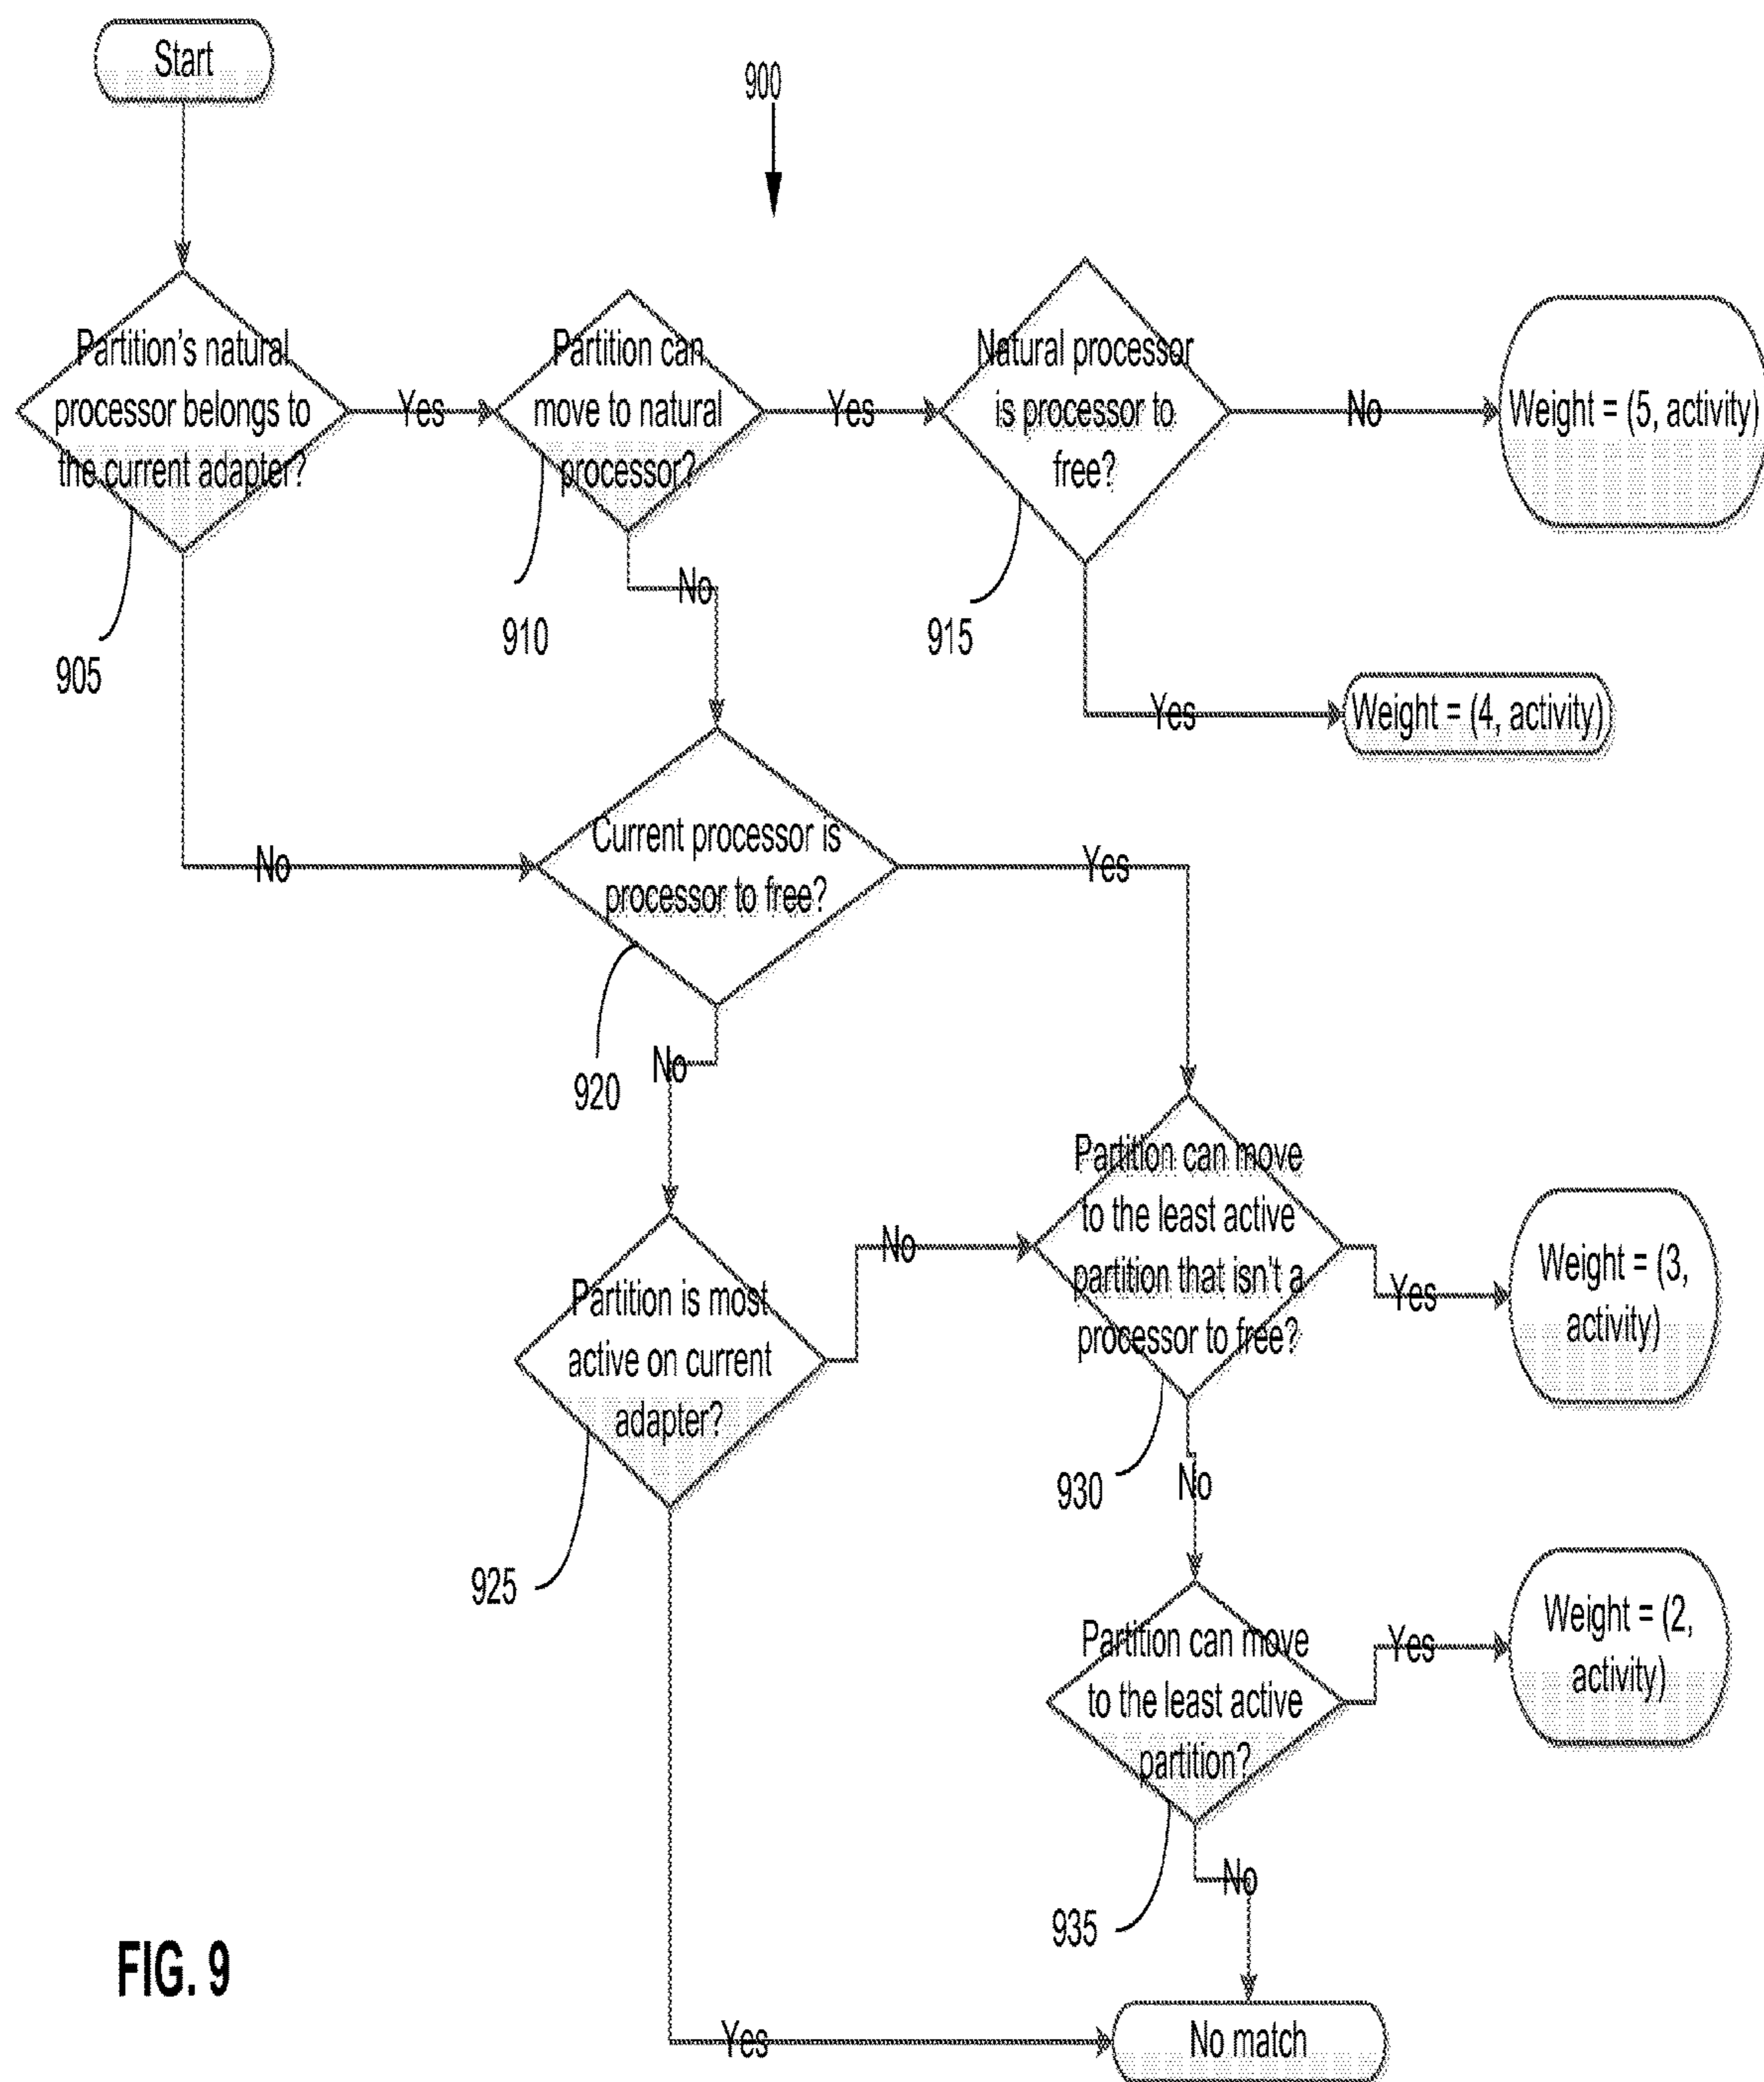 Start
900
Partition's natural
processor belongs to
the current adapter?
Yes
Partition can
move to natural
processor?
Yes
Natural processor
is processor to
free?
No
Weight = (5, activity)
905
No
910
915
Yes
Weight = (4, activity)
No
Current processor is
processor to free?
Yes
920
No
Partition can move
to the least active
partition that isn't a
processor to free?
Yes
Weight = (3,
activity)
No
Partition is most
active on current
adapter?
925
930
No
Partition can move
to the least active
partition?
Yes
Weight = (2,
activity)
935
No
Yes
No match
FIG. 9